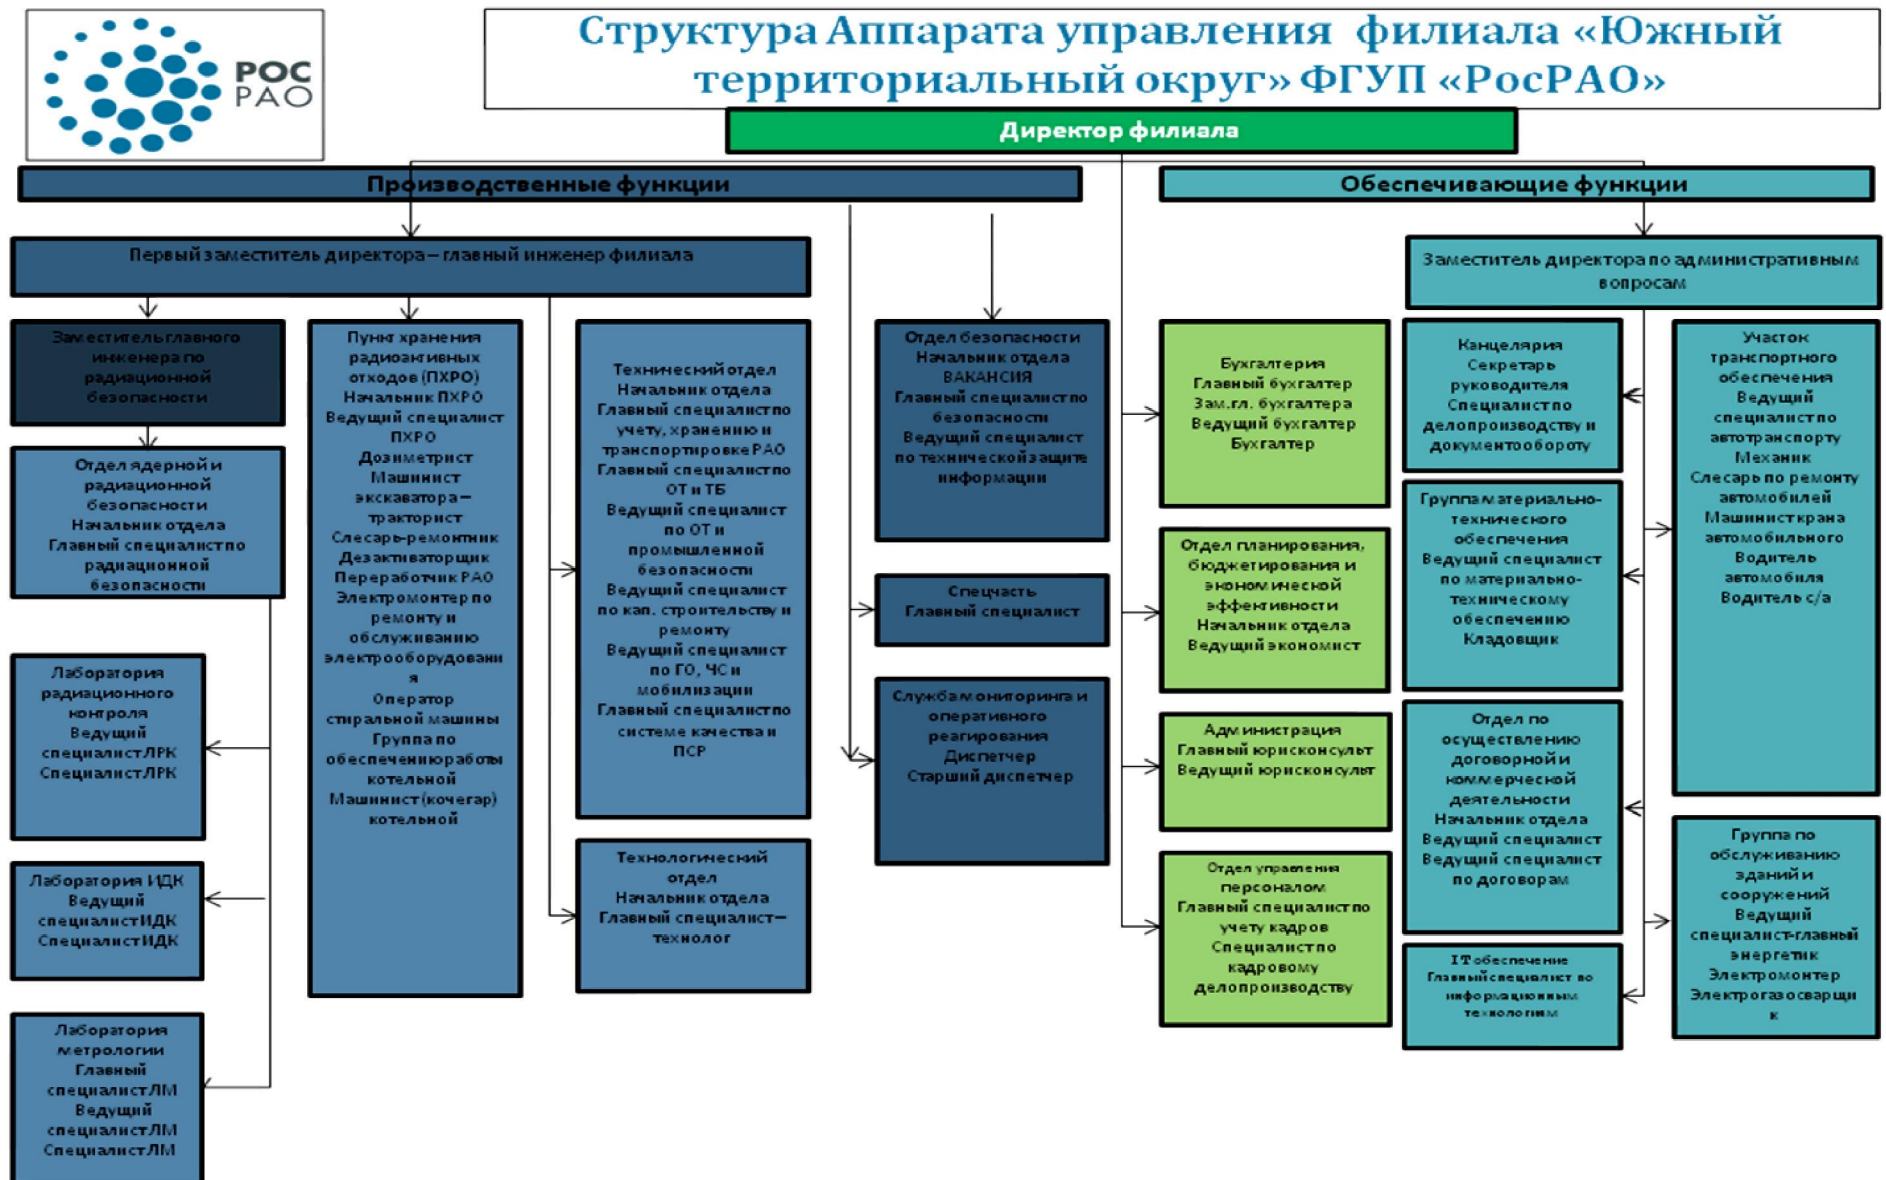 РОС
РАО
Структура Аппарата управления филиала «Южный
территориальный округ» ФГУП «РосРАО»
Директор филиала
Производственные функции
Обеспечивающие функции
Первый заместитель директора – главный инженер филиала
Заместитель директора по административным
вопросам
Заместитель главного
инженера по
радиационной
безопасности
Отдел ядерной и
радиационной
безопасности
Начальник отдела
Главный специалист по
радиационной
безопасности
Лаборатория
радиационного
контроля
Ведущий
специалист ЛРК
Специалист ЛРК
Лаборатория ИДК
Ведущий
специалист ИДК
Специалист ИДК
Лаборатория
метрологии
Главный
специалист ЛМ
Ведущий
специалист ЛМ
Специалист ЛМ
Пункт хранения
радиоактивных
отходов (ПХРО)
Начальник ПХРО
Ведущий специалист
ПХРО
Дозиметрист
Машинист
экскаватора –
тракторист
Слесарь-ремонтник
Дезактиваторщик
Переработчик РАО
Электромонтер по
ремонту и
обслуживанию
электрооборудовани
я
Оператор
стиральной машины
Группа по
обеспечению работы
котельной
Машинист (кочегар)
котельной
Технический отдел
Начальник отдела
Главный специалист по
учету, хранению и
транспортировке РАО
Главный специалист по
ОТ и ТБ
Ведущий специалист
по ОТ и
промышленной
безопасности
Ведущий специалист
по кап. строительству и
ремонту
Ведущий специалист
по ГО, ЧС и
мобилизации
Главный специалист по
системе качества и
ПСР
Технологический
отдел
Начальник отдела
Главный специалист –
технолог
Отдел безопасности
Начальник отдела
ВАКАНСИЯ
Главный специалист по
безопасности
Ведущий специалист
по технической защите
информации
Спецчасть
Главный специалист
Служба мониторинга и
оперативного
реагирования
Диспетчер
Старший диспетчер
Бухгалтерия
Главный бухгалтер
Зам.гл. бухгалтера
Ведущий бухгалтер
Бухгалтер
Отдел планирования,
бюджетирования и
экономической
эффективности
Начальник отдела
Ведущий экономист
Администрация
Главный юрисконсульт
Ведущий юрисконсульт
Отдел управления
персоналом
Главный специалист по
учету кадров
Специалист по
кадровому
делопроизводству
Канцелярия
Секретарь
руководителя
Специалист по
делопроизводству и
документообороту
Группа материально-
технического
обеспечения
Ведущий специалист
по материально-
техническому
обеспечению
Кладовщик
Отдел по
осуществлению
договорной и
коммерческой
деятельности
Начальник отдела
Ведущий специалист
Ведущий специалист
по договорам
IT обеспечение
Главный специалист по
информационным
технологиям
Участок
транспортного
обеспечения
Ведущий
специалист по
автотранспорту
Механик
Слесарь по ремонту
автомобилей
Машинист крана
автомобильного
Водитель
автомобиля
Водитель с/а
Группа по
обслуживанию
зданий и
сооружений
Ведущий
специалист-главный
энергетик
Электромонтер
Электрогазосварщи
к